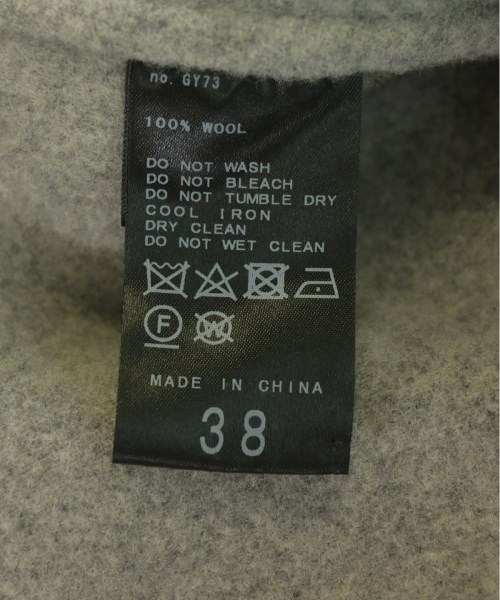 no. GY73
100% WOOL
DO NOT WASH
DO NOT BLEACH
DO NOT TUMBLE DRY
COOL IRON
DRY CLEAN
DO NOT WET CLEAN
F W
MADE IN CHINA
38